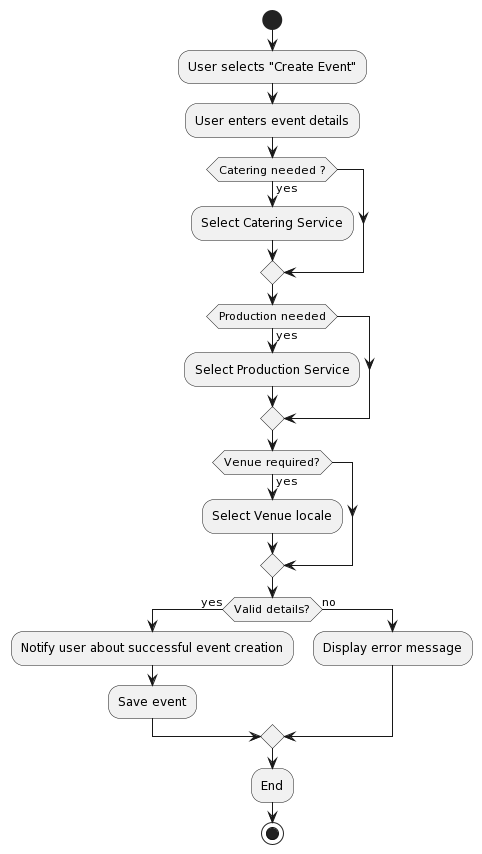 User selects "Create Event"
User enters event details
Catering needed ?
yes
Select Catering Service
Production needed
yes
Select Production Service
Venue required?
yes
Select Venue locale
yes
Valid details?
no
Notify user about successful event creation
Display error message
Save event
End